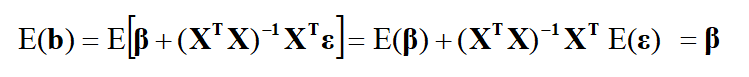 E(b) = E[β + (XᵀX)⁻¹Xᵀε] = E(β) + (XᵀX)⁻¹Xᵀ E(ε) = β